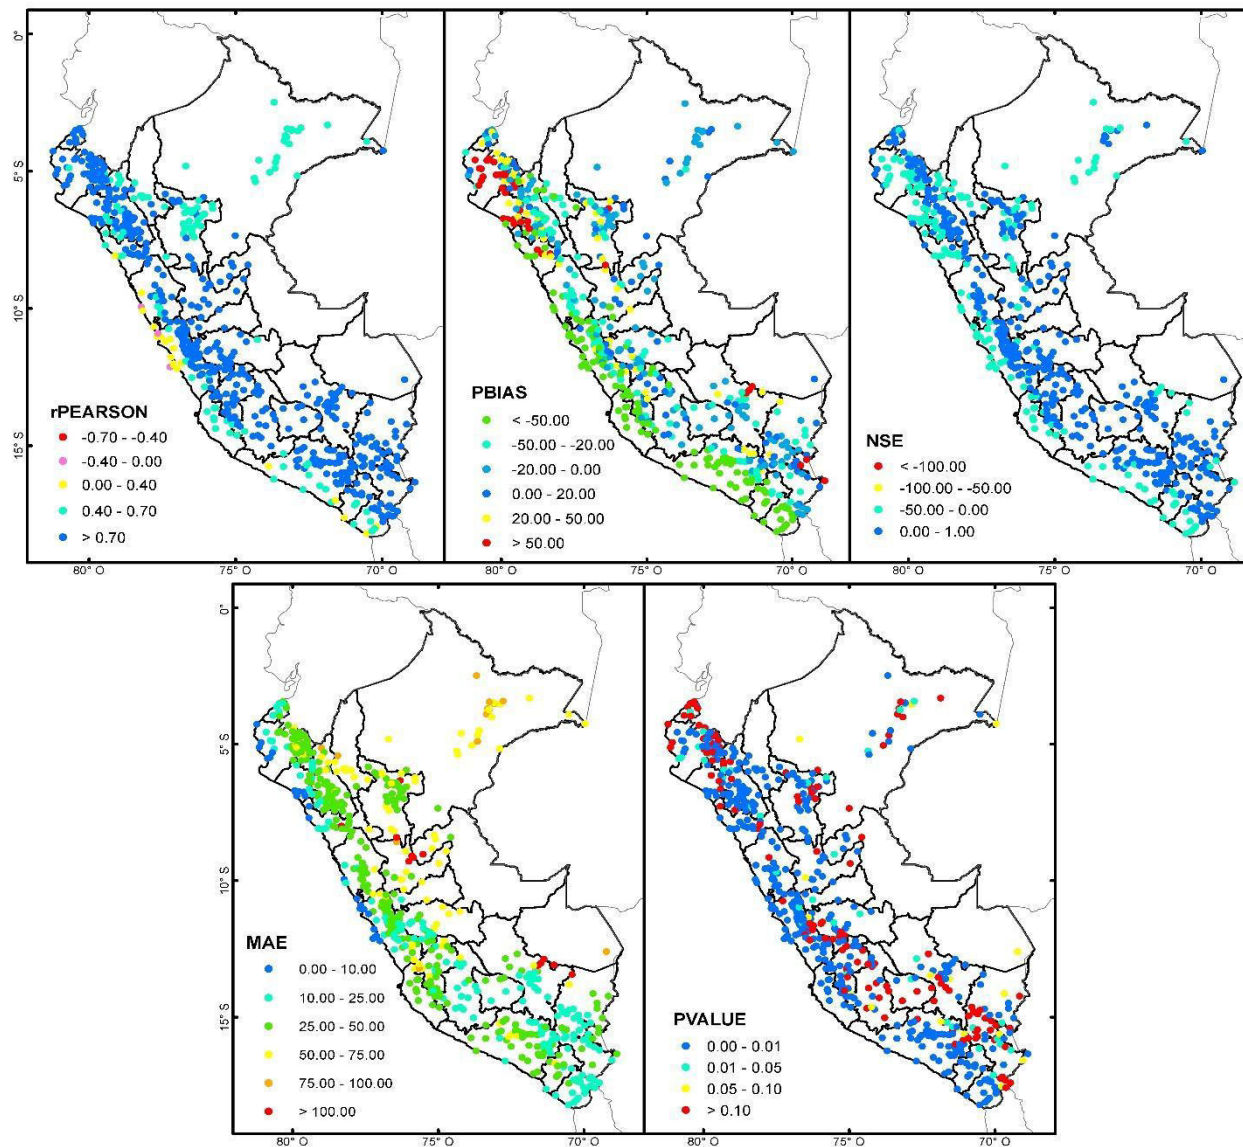 0°
5° S
10° S
15° S
rPEARSON
-0.70 - -0.40
-0.40 - 0.00
0.00 - 0.40
0.40 - 0.70
> 0.70
PBIAS
< -50.00
-50.00 - -20.00
-20.00 - 0.00
0.00 - 20.00
20.00 - 50.00
> 50.00
NSE
< -100.00
-100.00 - -50.00
-50.00 - 0.00
0.00 - 1.00
80° O 75° O 70° O 80° O 75° O 70° O 80° O 75° O 70° O
0°
5° S
10° S
15° S
MAE
0.00 - 10.00
10.00 - 25.00
25.00 - 50.00
50.00 - 75.00
75.00 - 100.00
> 100.00
PVALUE
0.00 - 0.01
0.01 - 0.05
0.05 - 0.10
> 0.10
80° O 75° O 70° O 80° O 75° O 70° O